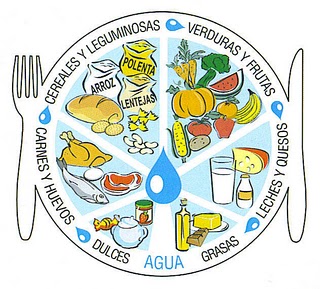 CEREALES Y LEGUMINOSAS
VERDURAS Y FRUTAS
POLENTA
ARROZ
LENTEJAS
CARNES Y HUEVOS
LECHES Y QUESOS
DULCES
AGUA
GRASAS